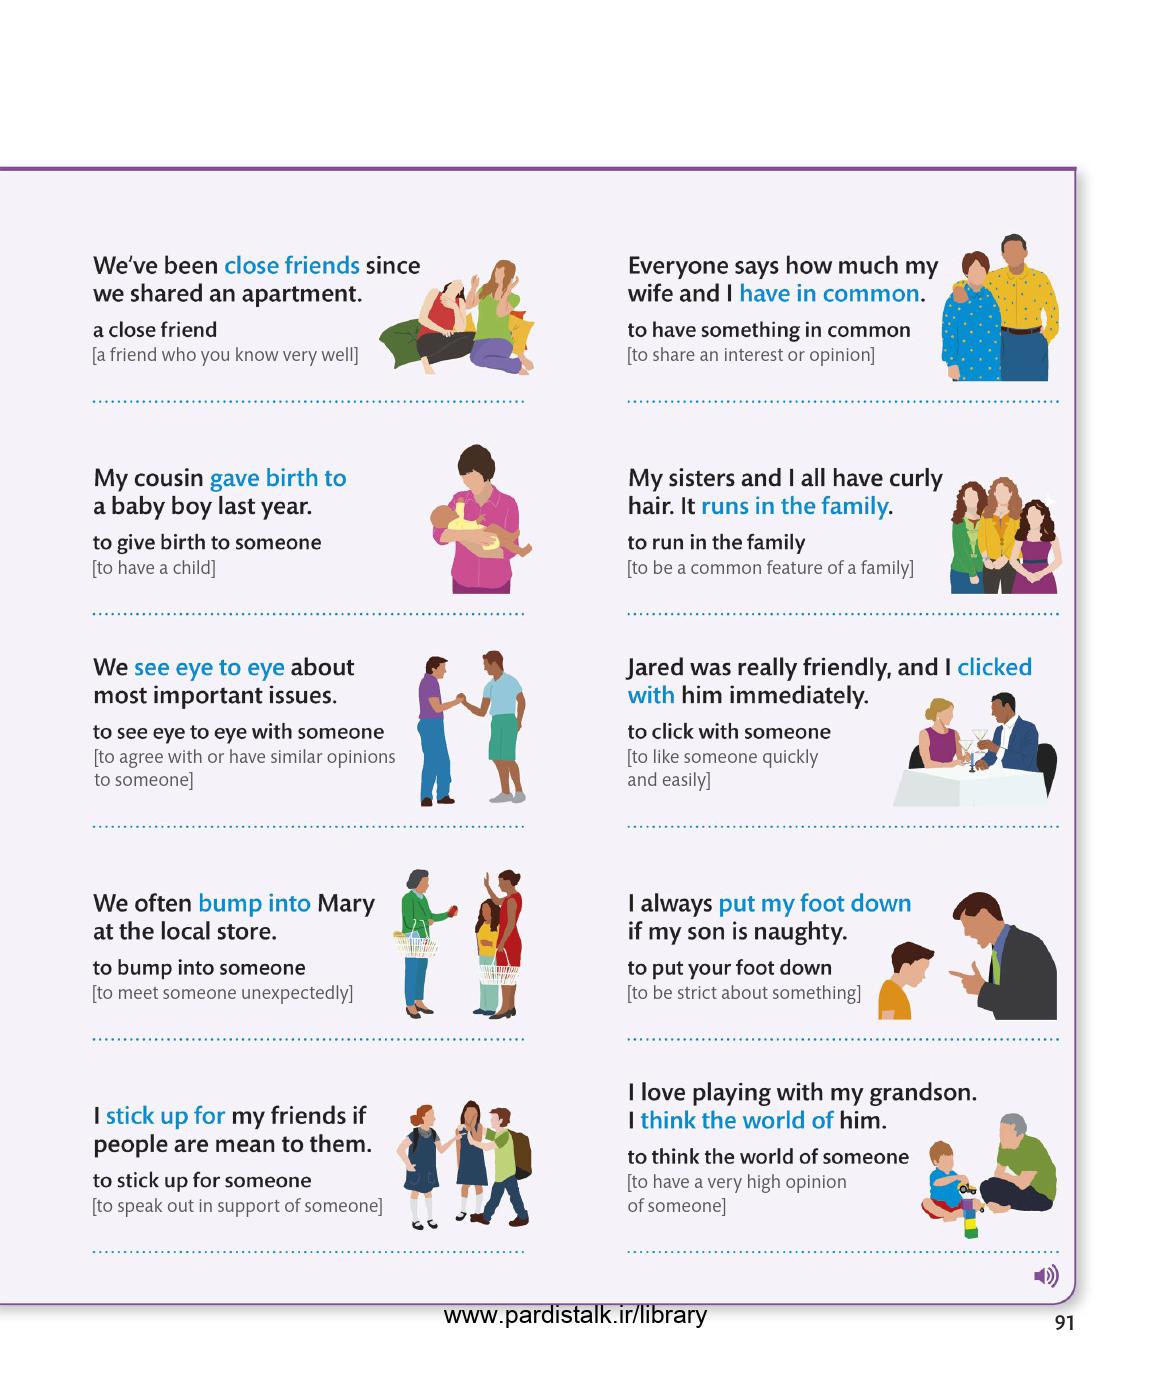 We've been close friends since
we shared an apartment.
a close friend
[a friend who you know very well]
My cousin gave birth to
a baby boy last year.
to give birth to someone
[to have a child]
We see eye to eye about
most important issues.
to see eye to eye with someone
[to agree with or have similar opinions
to someone]
We often bump into Mary
at the local store.
to bump into someone
[to meet someone unexpectedly]
I stick up for my friends if
people are mean to them.
to stick up for someone
[to speak out in support of someone]
Everyone says how much my
wife and I have in common.
to have something in common
[to share an interest or opinion]
My sisters and I all have curly
hair. It runs in the family.
to run in the family
[to be a common feature of a family]
Jared was really friendly, and I clicked
with him immediately.
to click with someone
[to like someone quickly
and easily]
I always put my foot down
if my son is naughty.
to put your foot down
[to be strict about something]
I love playing with my grandson.
I think the world of him.
to think the world of someone
[to have a very high opinion
of someone]
www.pardistalk.ir/library
91